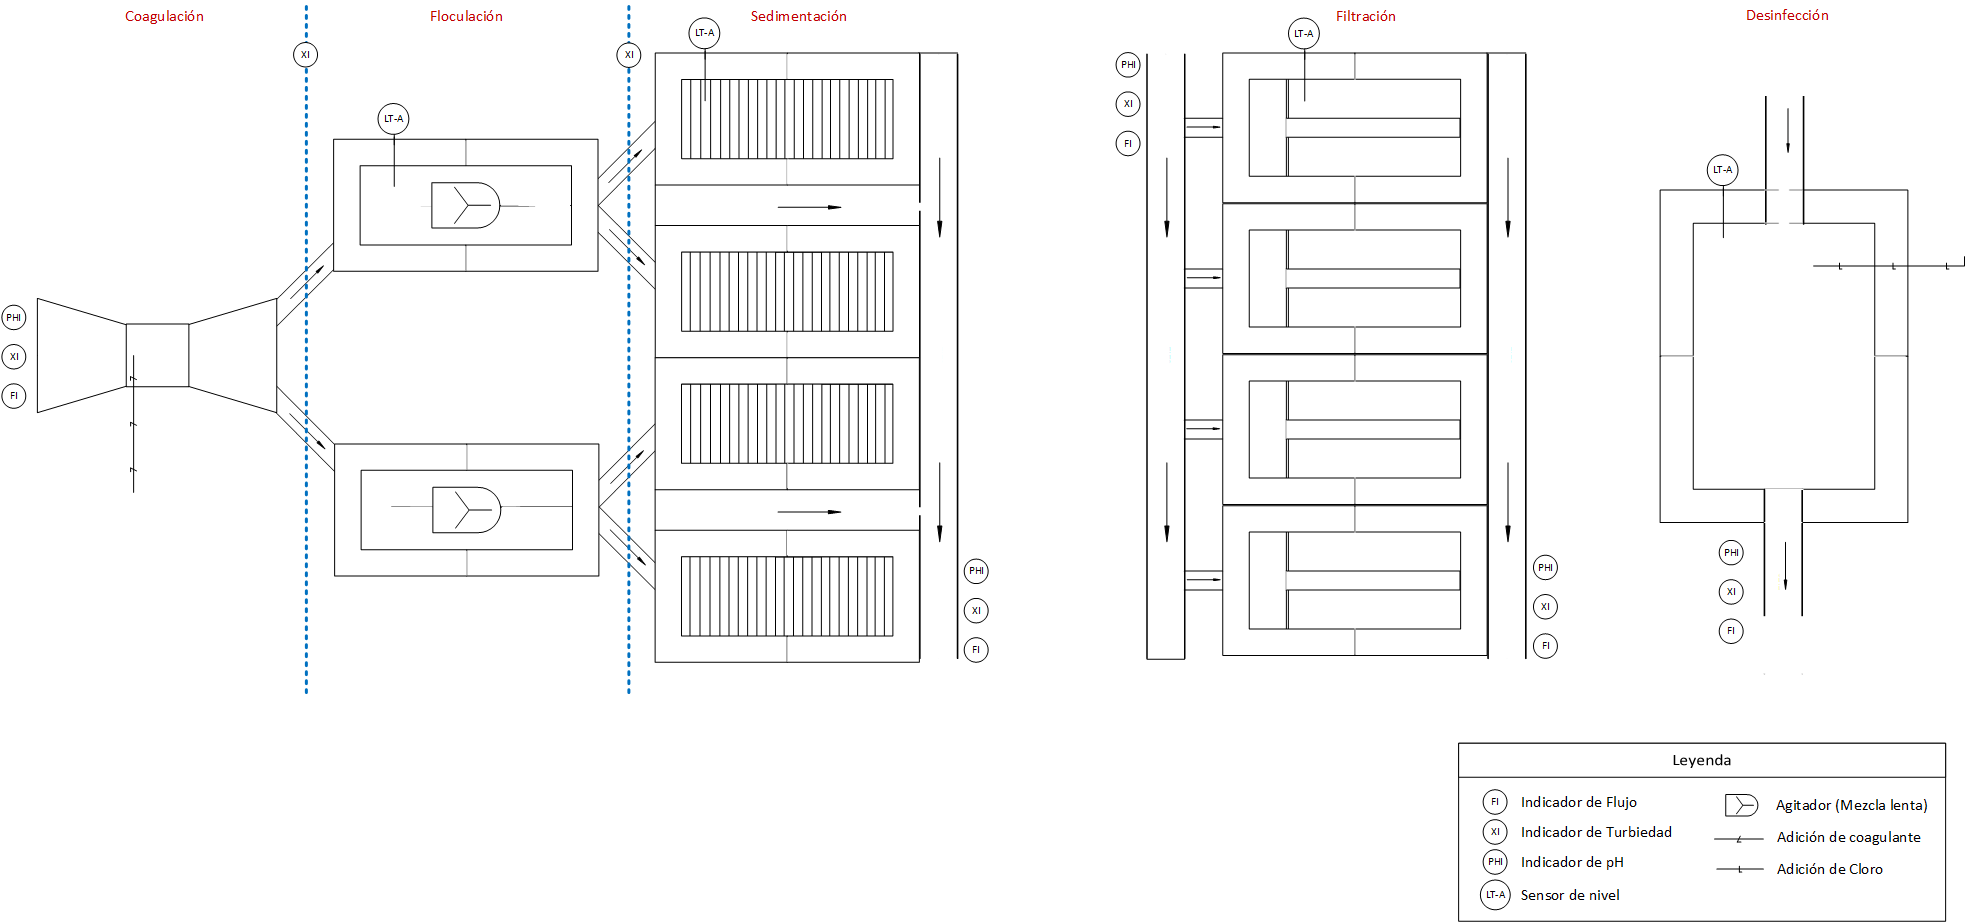 Coagulación
Floculación
Sedimentación
Filtración
Desinfección
XI
XI
LT-A
LT-A
LT-A
LT-A
PHI
XI
FI
PHI
XI
FI
PHI
XI
FI
PHI
XI
FI
PHI
XI
FI
Leyenda
FI Indicador de Flujo
XI Indicador de Turbiedad
PHI Indicador de pH
LT-A Sensor de nivel
Agitador (Mezcla lenta)
Adición de coagulante
Adición de Cloro